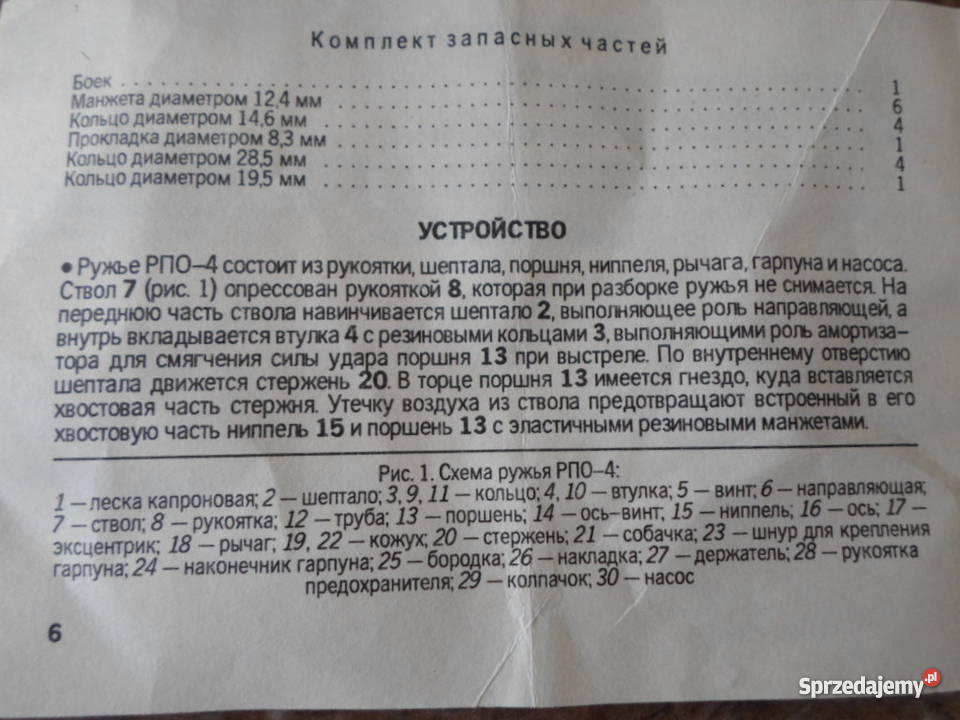 Комплект запасных частей
Боек . . . . . . . . . . . . . . . . . . . . . . . . . . . . . . 1
Манжета диаметром 12,4 мм . . . . . . . . . . . . . . . . . . . . 6
Кольцо диаметром 14,6 мм . . . . . . . . . . . . . . . . . . . . 4
Прокладка диаметром 8,3 мм . . . . . . . . . . . . . . . . . . . . 1
Кольцо диаметром 28,5 мм . . . . . . . . . . . . . . . . . . . . 4
Кольцо диаметром 19,5 мм . . . . . . . . . . . . . . . . . . . . 1
УСТРОЙСТВО
• Ружье РПО–4 состоит из рукоятки, шептала, поршня, ниппеля, рычага, гарпуна и насоса.
Ствол 7 (рис. 1) опрессован рукояткой 8, которая при разборке ружья не снимается. На
переднюю часть ствола навинчивается шептало 2, выполняющее роль направляющей, а
внутрь вкладывается втулка 4 с резиновыми кольцами 3, выполняющими роль амортиза-
тора для смягчения силы удара поршня 13 при выстреле. По внутреннему отверстию
шептала движется стержень 20. В торце поршня 13 имеется гнездо, куда вставляется
хвостовая часть стержня. Утечку воздуха из ствола предотвращают встроенный в его
хвостовую часть ниппель 15 и поршень 13 с эластичными резиновыми манжетами.
Рис. 1. Схема ружья РПО–4:
1 — леска капроновая; 2 — шептало; 3, 9, 11 — кольцо; 4, 10 — втулка; 5 — винт; 6 — направляющая;
7 — ствол; 8 — рукоятка; 12 — труба; 13 — поршень; 14 — ось–винт, 15 — ниппель; 16 — ось; 17 —
эксцентрик; 18 — рычаг; 19, 22 — кожух; 20 — стержень; 21 — собачка; 23 — шнур для крепления
гарпуна; 24 — наконечник гарпуна; 25 — бородка; 26 — накладка; 27 — держатель; 28 — рукоятка
предохранителя; 29 — колпачок; 30 — насос
6
Sprzedajemy.pl